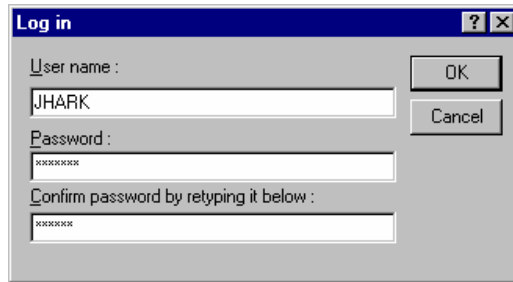 Log in
User name :
OK
JHARK
Cancel
Password :
*******
Confirm password by retyping it below :
******